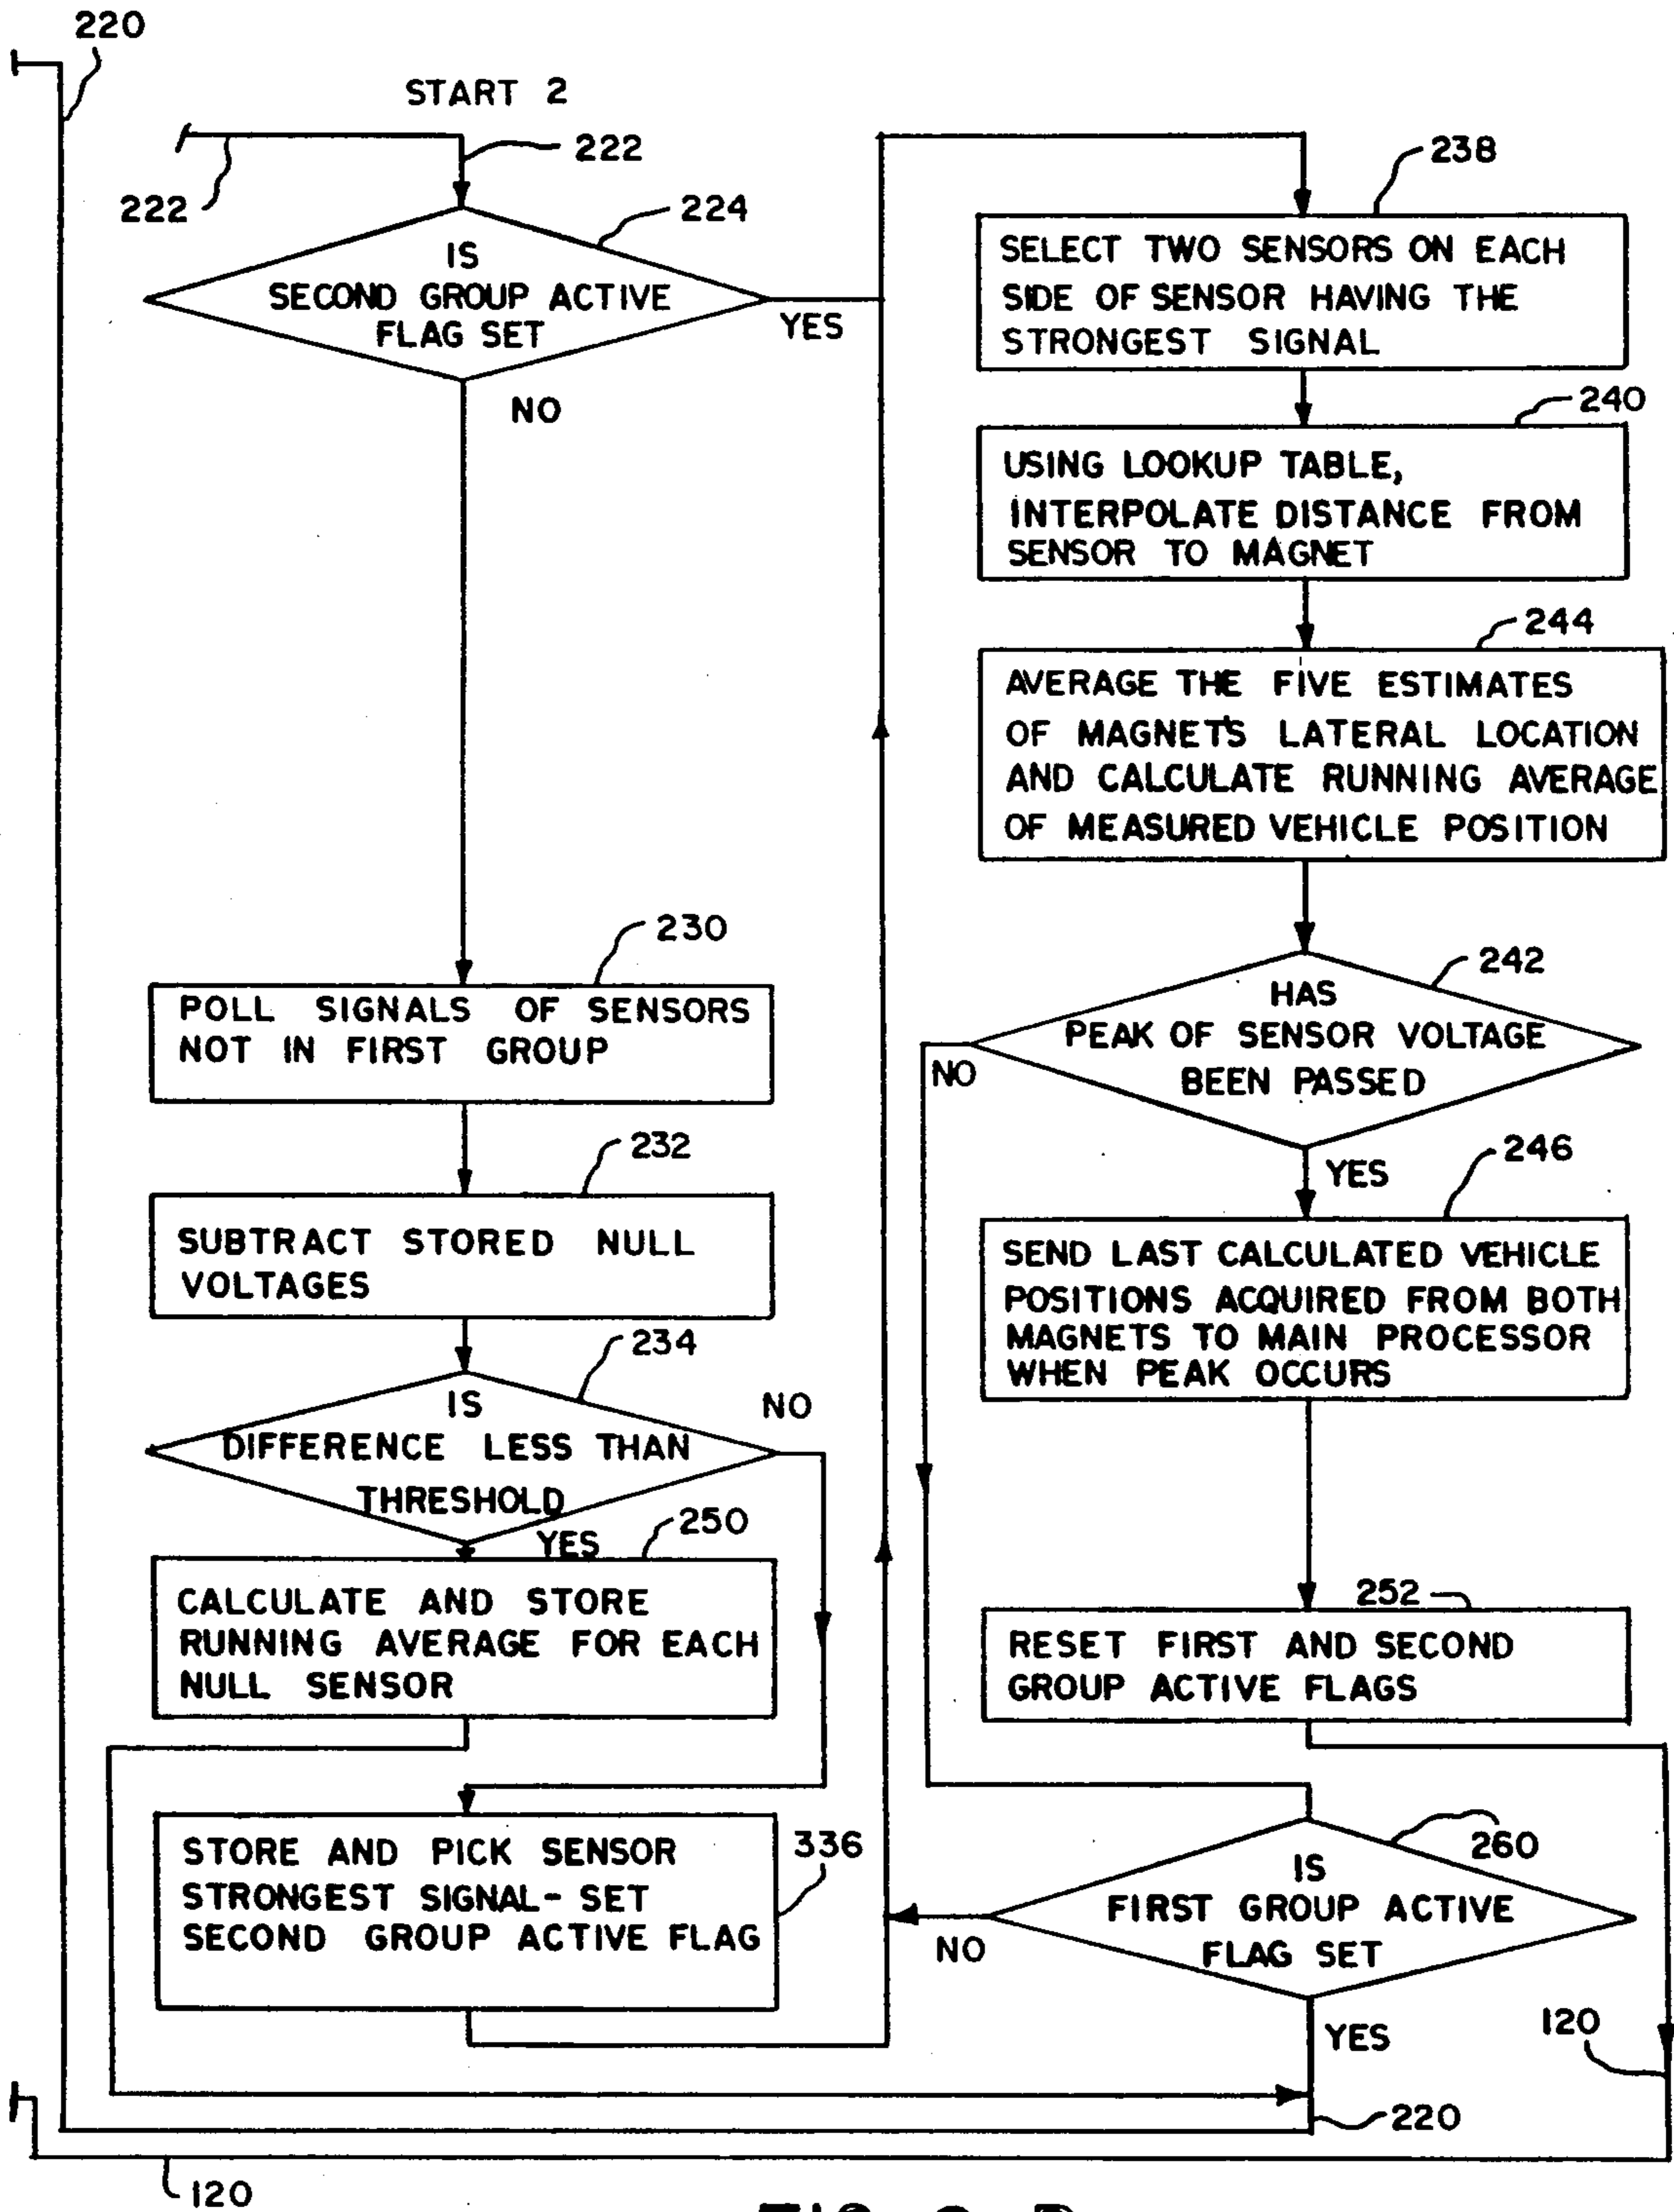 220
START 2
222
222
224
IS
SECOND GROUP ACTIVE
FLAG SET
YES
NO
230
POLL SIGNALS OF SENSORS
NOT IN FIRST GROUP
232
SUBTRACT STORED NULL
VOLTAGES
234
IS
DIFFERENCE LESS THAN
THRESHOLD
NO
YES
250
CALCULATE AND STORE
RUNNING AVERAGE FOR EACH
NULL SENSOR
336
STORE AND PICK SENSOR
STRONGEST SIGNAL- SET
SECOND GROUP ACTIVE FLAG
238
SELECT TWO SENSORS ON EACH
SIDE OF SENSOR HAVING THE
STRONGEST SIGNAL
240
USING LOOKUP TABLE,
INTERPOLATE DISTANCE FROM
SENSOR TO MAGNET
244
AVERAGE THE FIVE ESTIMATES
OF MAGNET'S LATERAL LOCATION
AND CALCULATE RUNNING AVERAGE
OF MEASURED VEHICLE POSITION
242
HAS
PEAK OF SENSOR VOLTAGE
BEEN PASSED
NO
YES
246
SEND LAST CALCULATED VEHICLE
POSITIONS ACQUIRED FROM BOTH
MAGNETS TO MAIN PROCESSOR
WHEN PEAK OCCURS
252
RESET FIRST AND SECOND
GROUP ACTIVE FLAGS
260
IS
FIRST GROUP ACTIVE
FLAG SET
NO
YES
120
220
120